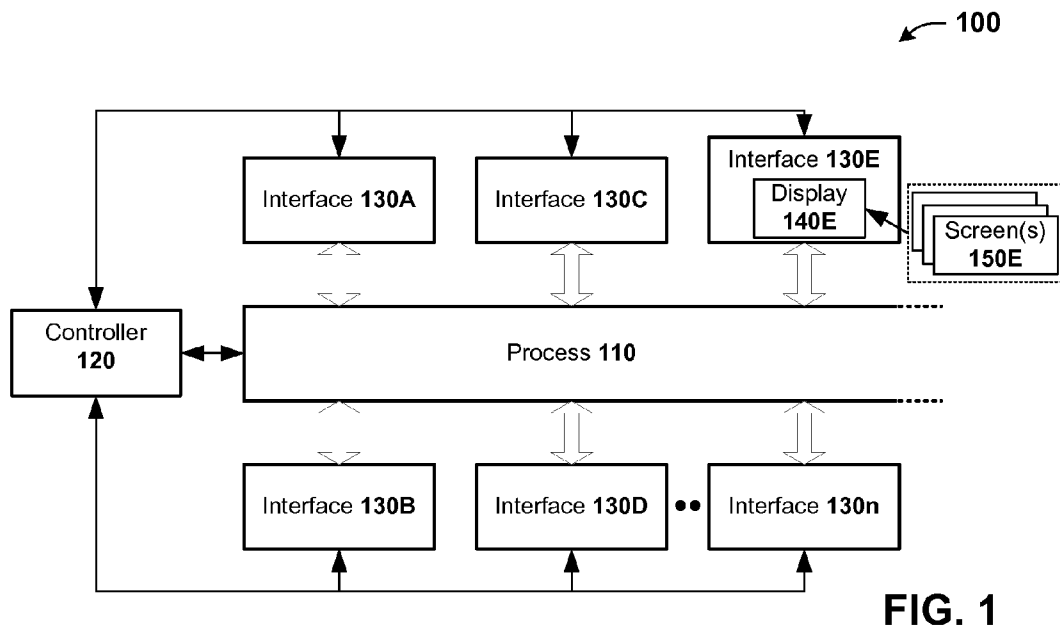 100
Interface 130A
Interface 130C
Interface 130E
Display
140E
Screen(s)
150E
Controller
120
Process 110
Interface 130B
Interface 130D
Interface 130n
FIG. 1